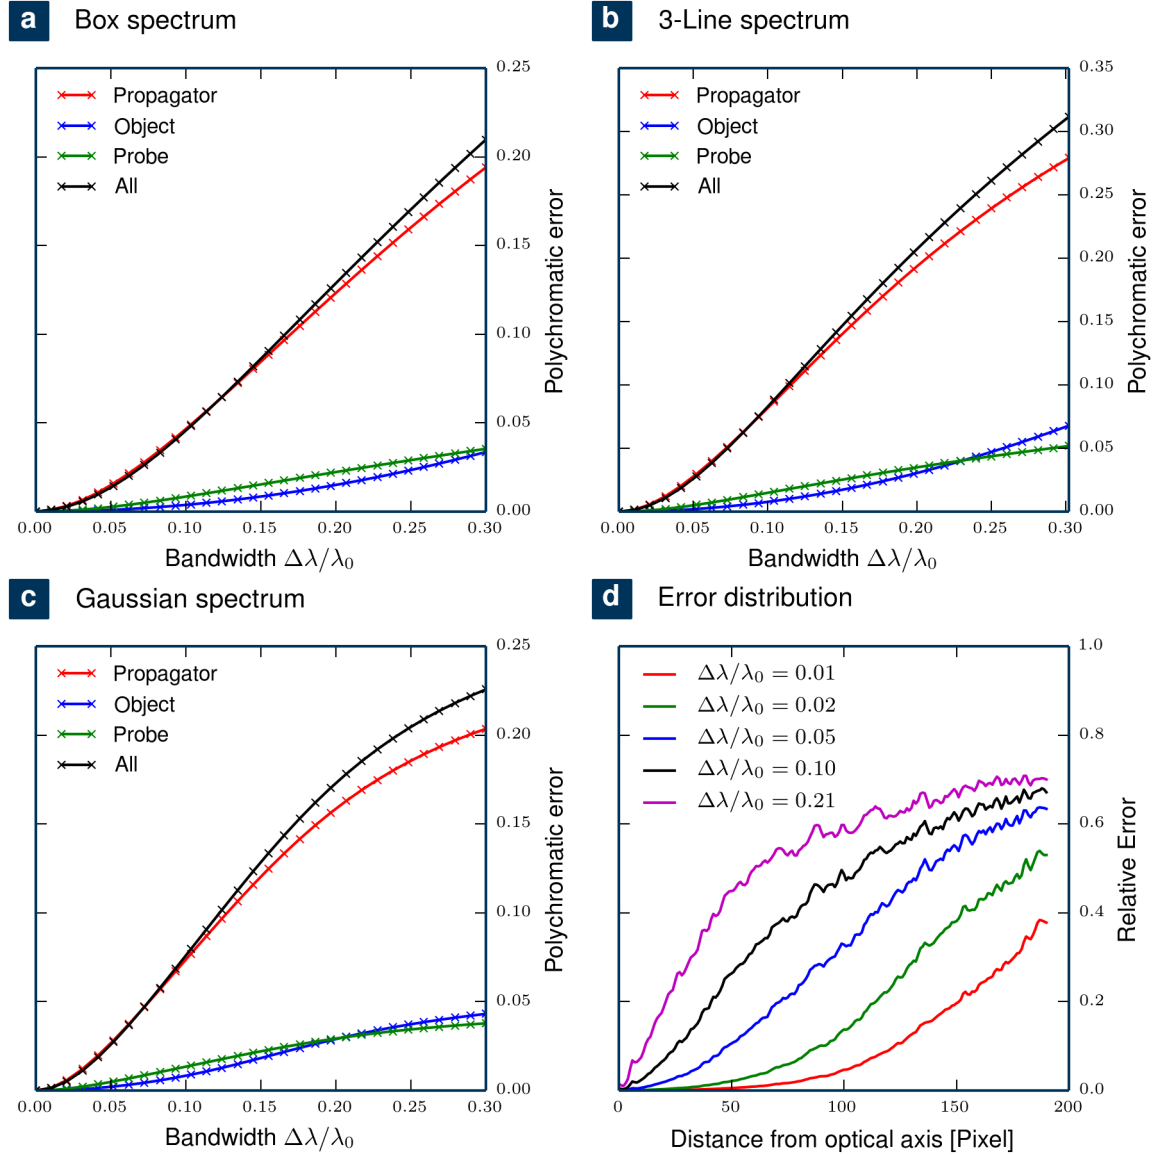 a Box spectrum
Propagator
Object
Probe
All
0.25
0.20
0.15
0.10
0.05
0.00
Polychromatic error
0.00 0.05 0.10 0.15 0.20 0.25 0.30
Bandwidth Δλ/λ₀
b 3-Line spectrum
Propagator
Object
Probe
All
0.35
0.30
0.25
0.20
0.15
0.10
0.05
0.00
Polychromatic error
0.00 0.05 0.10 0.15 0.20 0.25 0.30
Bandwidth Δλ/λ₀
c Gaussian spectrum
Propagator
Object
Probe
All
0.25
0.20
0.15
0.10
0.05
0.00
Polychromatic error
0.00 0.05 0.10 0.15 0.20 0.25 0.30
Bandwidth Δλ/λ₀
d Error distribution
Δλ/λ₀ = 0.01
Δλ/λ₀ = 0.02
Δλ/λ₀ = 0.05
Δλ/λ₀ = 0.10
Δλ/λ₀ = 0.21
1.0
0.8
0.6
0.4
0.2
0.0
Relative Error
0 50 100 150 200
Distance from optical axis [Pixel]